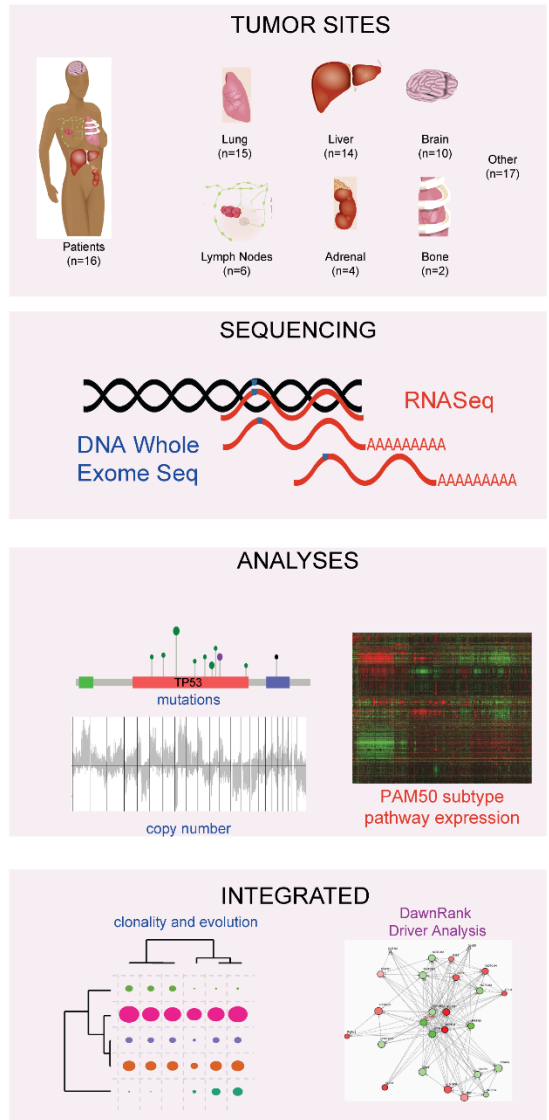 TUMOR SITES
Lung
(n=15)
Liver
(n=14)
Brain
(n=10)
Other
(n=17)
Patients
(n=16)
Lymph Nodes
(n=6)
Adrenal
(n=4)
Bone
(n=2)
SEQUENCING
RNASeq
DNA Whole
Exome Seq
AAAAAAAAA
AAAAAAAAA
ANALYSES
TP53
mutations
copy number
PAM50 subtype
pathway expression
INTEGRATED
clonality and evolution
DawnRank
Driver Analysis